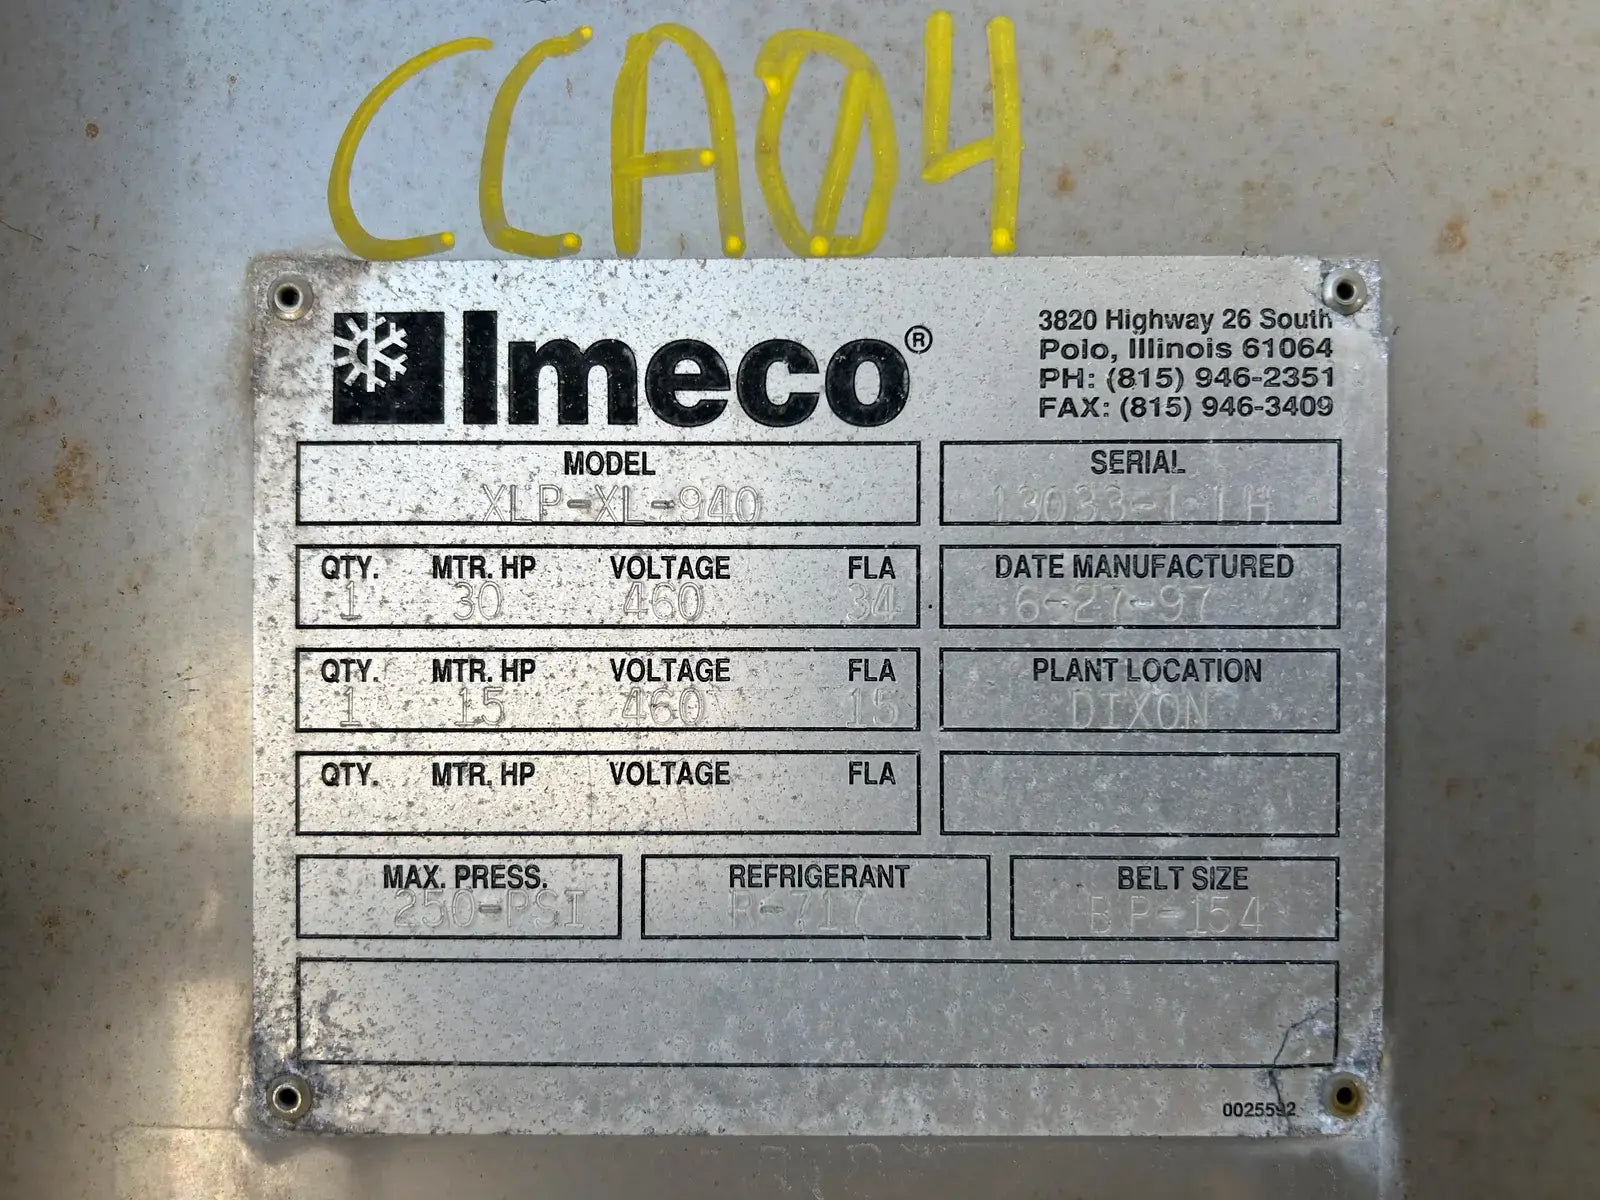 CCA04
Imeco®
3820 Highway 26 South
Polo, Illinois 61064
PH: (815) 946-2351
FAX: (815) 946-3409
MODEL
XLP-XL-940
SERIAL
13033-1-LH
QTY. MTR. HP VOLTAGE FLA
1 30 460 34
DATE MANUFACTURED
6-27-97
QTY. MTR. HP VOLTAGE FLA
1 15 460 15
PLANT LOCATION
DIXON
QTY. MTR. HP VOLTAGE FLA
MAX. PRESS.
250-PSI
REFRIGERANT
R-717
BELT SIZE
BP-154